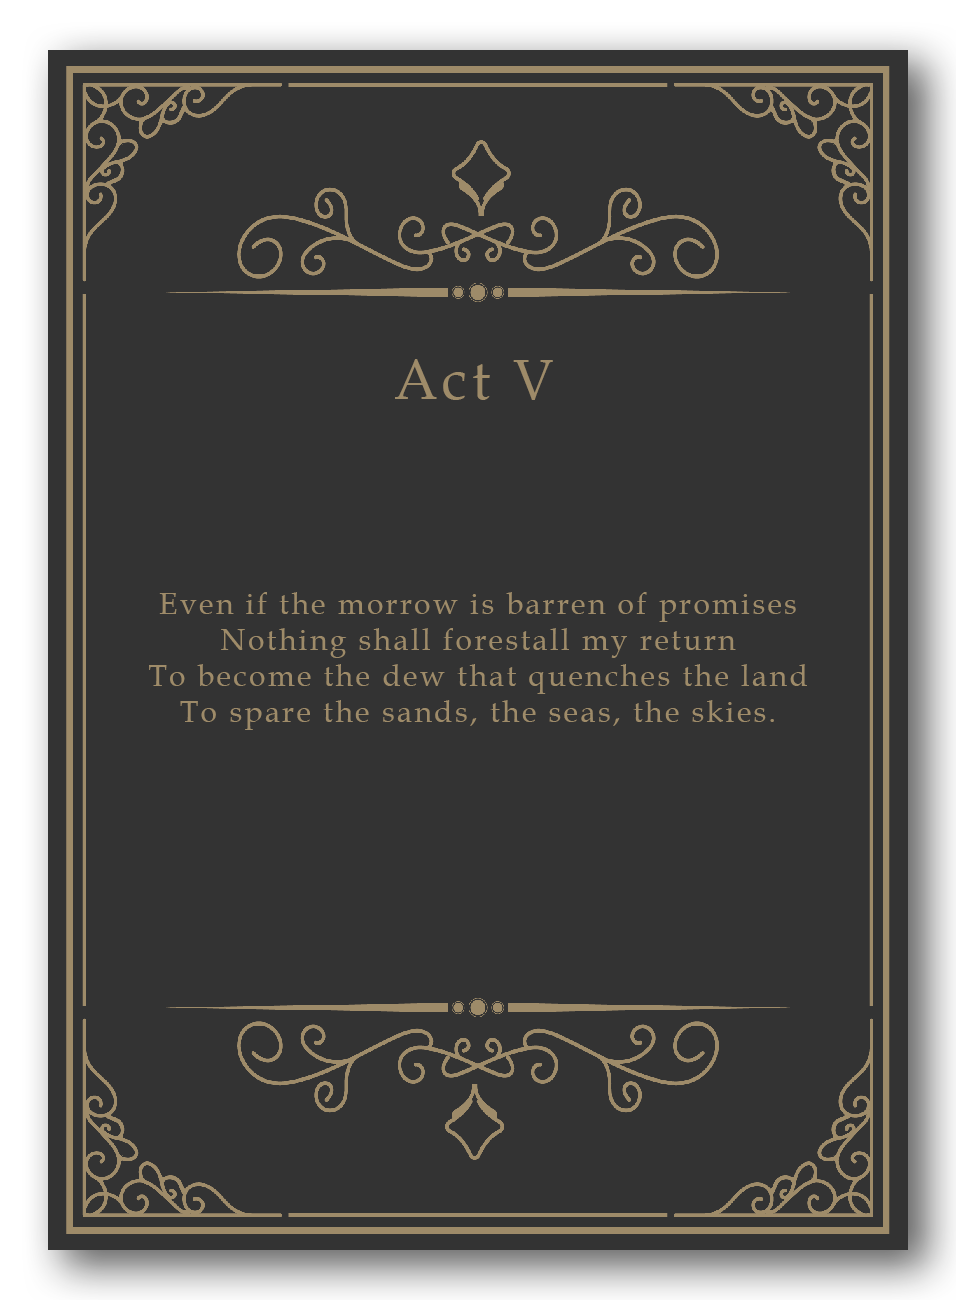 Act V
Even if the morrow is barren of promises
Nothing shall forestall my return
To become the dew that quenches the land
To spare the sands, the seas, the skies.